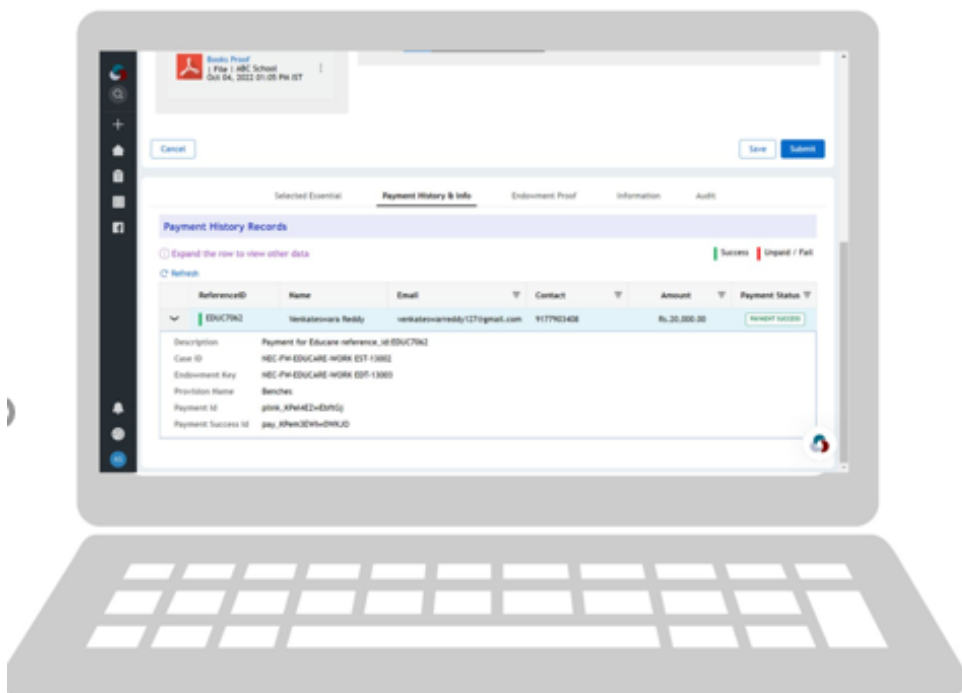 Books Proof
| File | ABC School
Oct 04, 2022 01:05 PM IST
Cancel
Save
Submit
Selected Essential
Payment History & Info
Endowment Proof
Information
Audit
Payment History Records
Expand the row to view other data
Success
Unpaid / Fail
Refresh
ReferenceID Name Email Contact Amount Payment Status
EDUC7062 Venkateswara Reddy venkateswarreddy127@gmail.com 9177903408 Rs.20,000.00 PAYMENT SUCCESS
Description Payment for Educare reference_id:EDUC7062
Case ID NEC-PW-EDUCARE-WORK EST-13002
Endowment Key NEC-PW-EDUCARE-WORK EDT-13003
Provision Name Benches
Payment Id
Payment Success Id